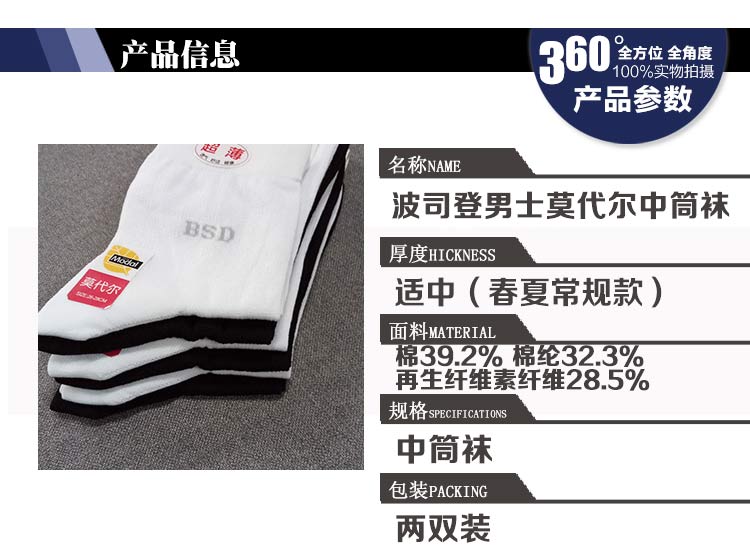 产品信息
360°全方位 全角度
100%实物拍摄
产品参数
超薄
BSD
Modal
莫代尔
名称NAME
波司登男士莫代尔中筒袜
厚度HICKNESS
适中（春夏常规款）
面料MATERIAL
棉39.2% 棉纶32.3%
再生纤维素纤维28.5%
规格SPECIFICATIONS
中筒袜
包装PACKING
两双装